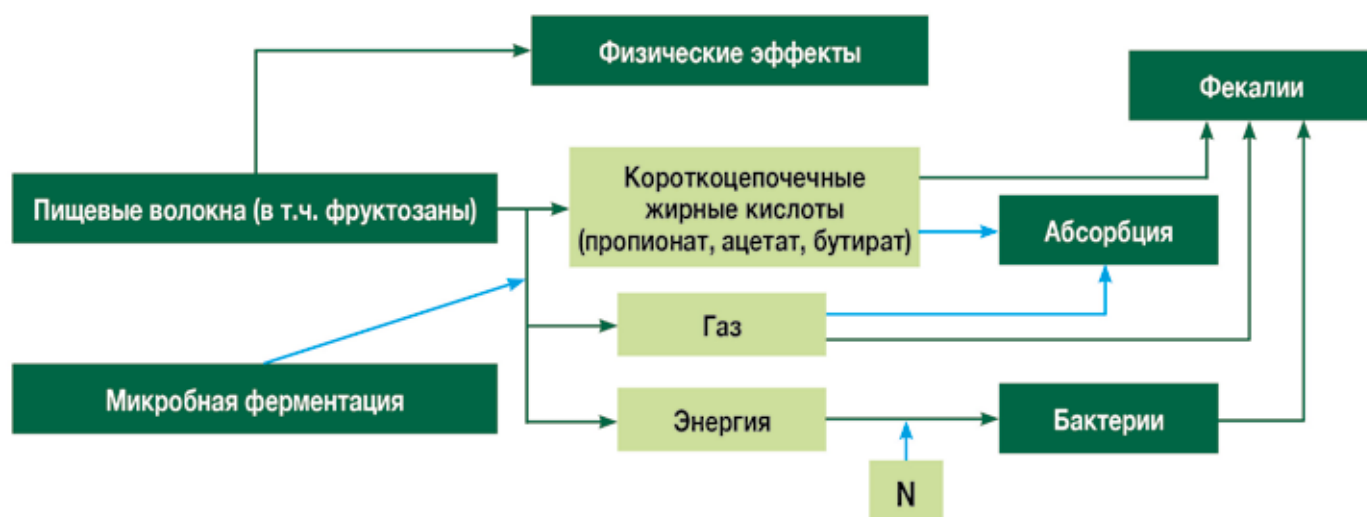 Физические эффекты
Фекалии
Пищевые волокна (в т.ч. фруктозаны)
Короткоцепочечные
жирные кислоты
(пропионат, ацетат, бутират)
Абсорбция
Газ
Микробная ферментация
Энергия
Бактерии
N